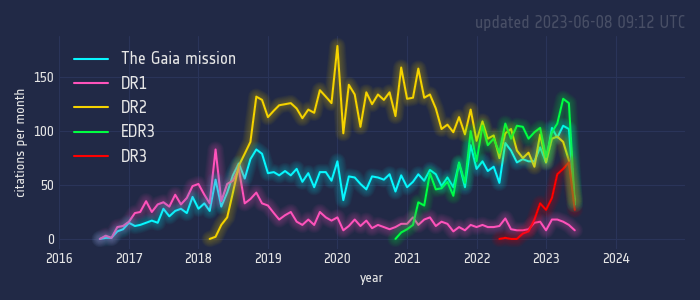 updated 2023-06-08 09:12 UTC
The Gaia mission
DR1
DR2
EDR3
DR3
citations per month
150
100
50
0
2016 2017 2018 2019 2020 2021 2022 2023 2024
year